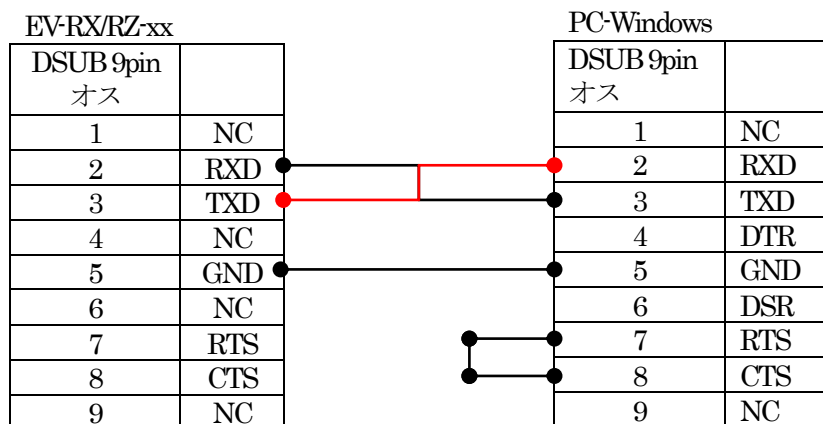 EV-RX/RZ-xx
DSUB 9pin
オス
1 NC
2 RXD
3 TXD
4 NC
5 GND
6 NC
7 RTS
8 CTS
9 NC
PC-Windows
DSUB 9pin
オス
1 NC
2 RXD
3 TXD
4 DTR
5 GND
6 DSR
7 RTS
8 CTS
9 NC